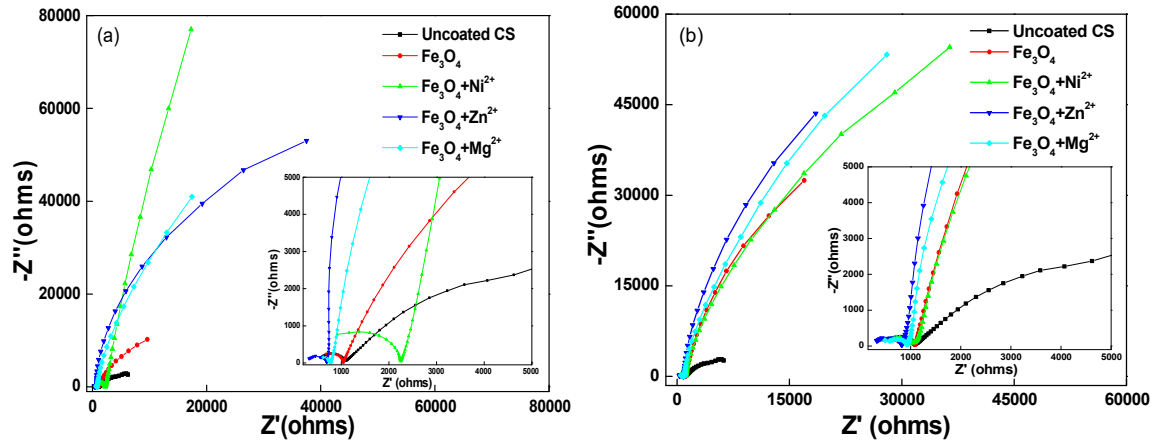 (a)
Uncoated CS
Fe₃O₄
Fe₃O₄+Ni²⁺
Fe₃O₄+Zn²⁺
Fe₃O₄+Mg²⁺
80000
60000
40000
20000
0
-Z''(ohms)
0 20000 40000 60000 80000
Z'(ohms)
5000
4000
3000
2000
1000
0
-Z''(ohms)
1000 2000 3000 4000 5000
Z' (ohms)
(b)
Uncoated CS
Fe₃O₄
Fe₃O₄+Ni²⁺
Fe₃O₄+Zn²⁺
Fe₃O₄+Mg²⁺
60000
45000
30000
15000
0
-Z''(ohms)
0 15000 30000 45000 60000
Z' (ohms)
5000
4000
3000
2000
1000
0
-Z''(ohms)
1000 2000 3000 4000 5000
Z' (ohms)